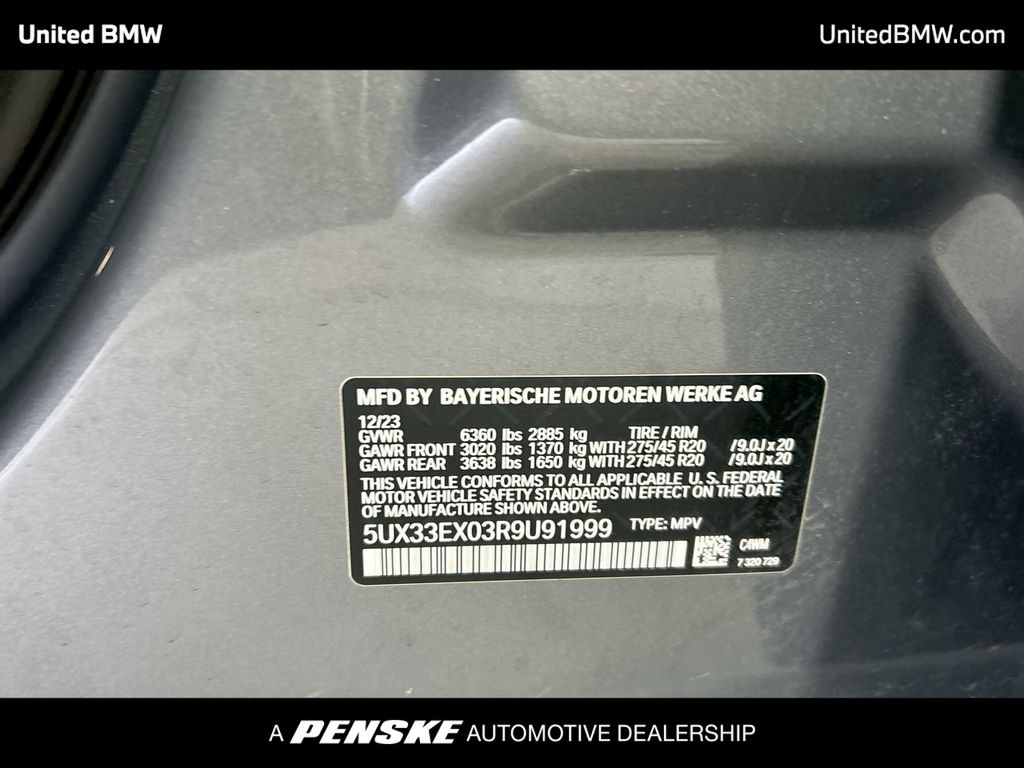 United BMW
UnitedBMW.com
MFD BY BAYERISCHE MOTOREN WERKE AG
12/23
GVWR 6360 lbs 2885 kg TIRE / RIM
GAWR FRONT 3020 lbs 1370 kg WITH 275/45 R20 /9.0J x 20
GAWR REAR 3638 lbs 1650 kg WITH 275/45 R20 /9.0J x 20
THIS VEHICLE CONFORMS TO ALL APPLICABLE U. S. FEDERAL
MOTOR VEHICLE SAFETY STANDARDS IN EFFECT ON THE DATE
OF MANUFACTURE SHOWN ABOVE.
5UX33EX03R9U91999 TYPE: MPV
C4WM
7 320 729
A PENSKE AUTOMOTIVE DEALERSHIP